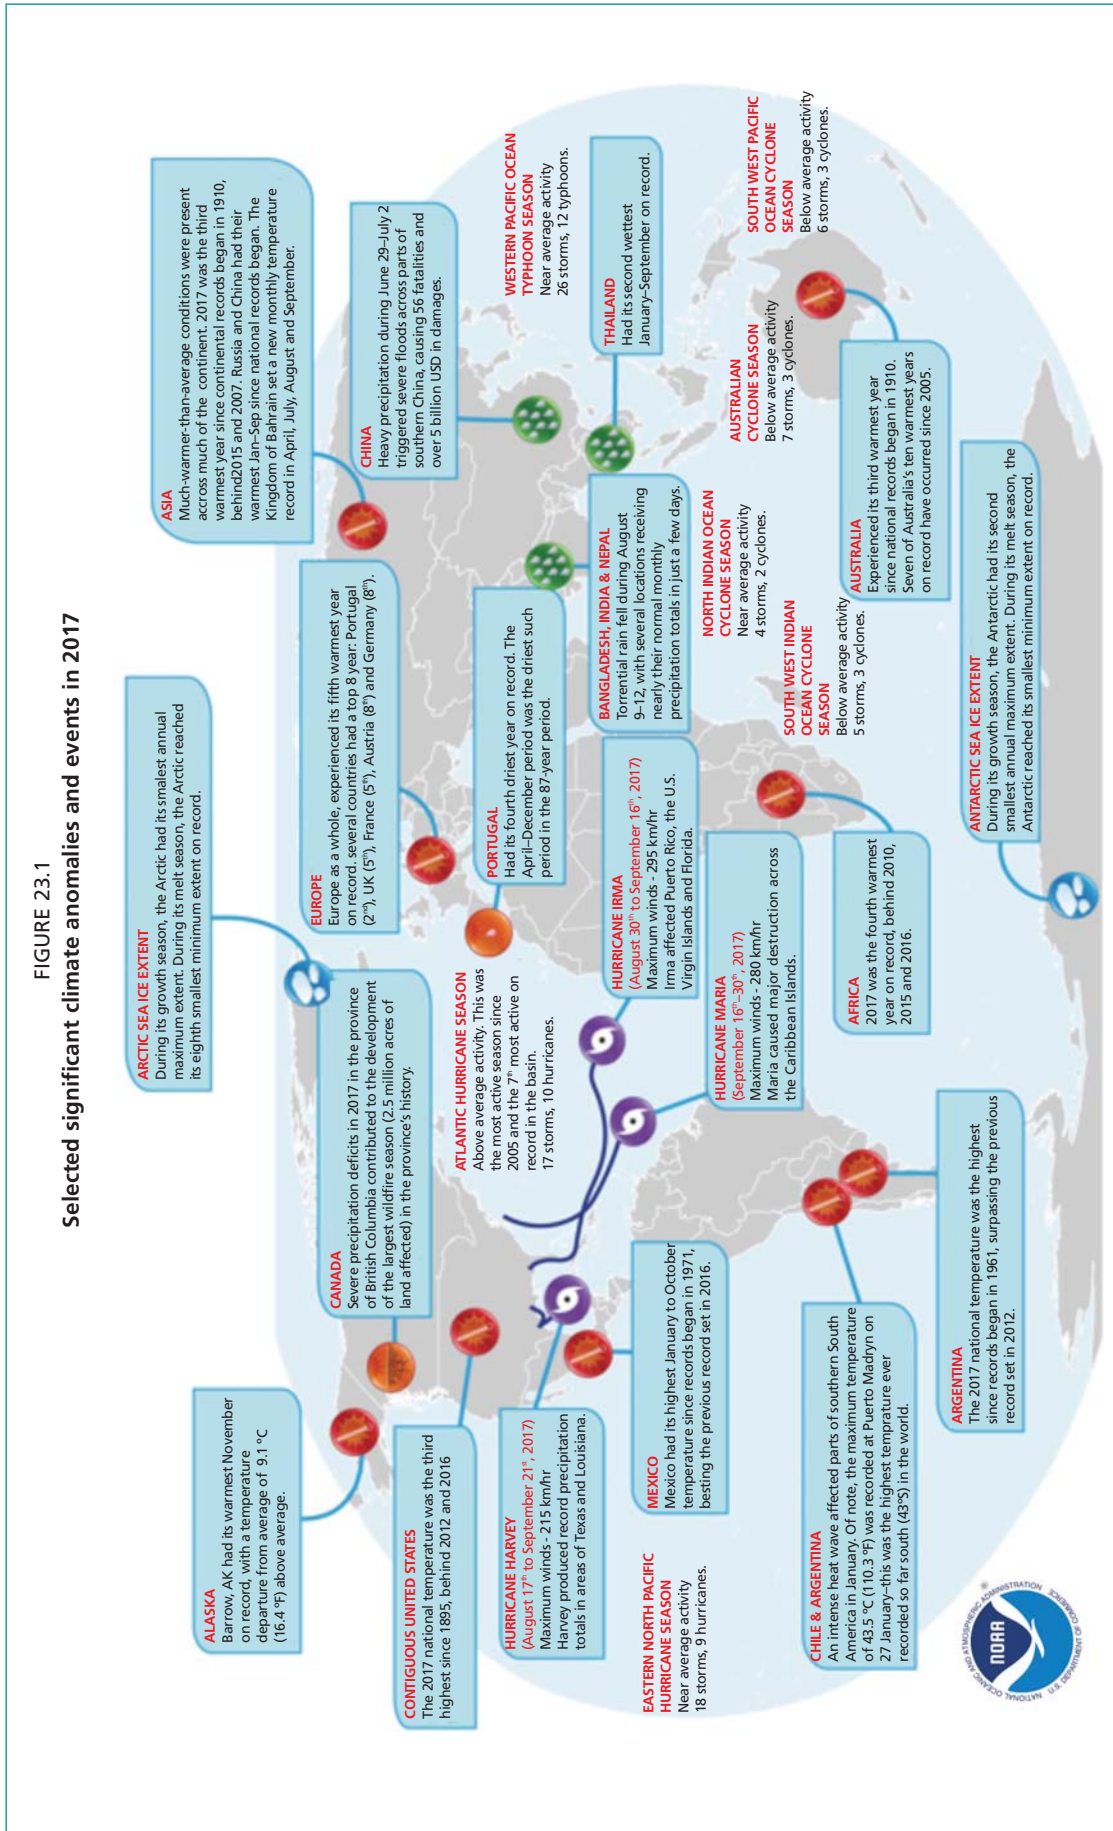 FIGURE 23.1
Selected significant climate anomalies and events in 2017
ARCTIC SEA ICE EXTENT
During its growth season, the Arctic had its smalest annual
maximum extent. During its melt season, the Arctic reached
its eighth smallest minimum extent on record.
ASIA
Much-warmer-than-average conditions were present
accross much of the continent. 2017 was the third
warmest year since continental records began in 1910,
behind2015 and 2007. Russia and China had their
warmest Jan–Sep since national records began. The
Kingdom of Bahrain set a new monthly temperature
record in April, July, August and September.
ALASKA
Barrow, AK had its warmest November
on record, with a temperature
departure from average of 9.1 ºC
(16.4 ºF) above average.
CANADA
Severe precipitation deficits in 2017 in the province
of British Columbia contributed to the development
of the largest wildfire season (2.5 million acres of
land affected) in the province's history.
EUROPE
Europe as a whole, experienced its fifth warmest year
on record. several countries had a top 8 year: Portugal
(2nd), UK (5th), France (5th), Austria (8th) and Germany (8th).
CHINA
Heavy precipitation during June 29–July 2
triggered severe floods across parts of
southern China, causing 56 fatalities and
over 5 billion USD in damages.
CONTIGUOUS UNITED STATES
The 2017 national temperature was the third
highest since 1895, behind 2012 and 2016
ATLANTIC HURRICANE SEASON
Above average activity. This was
the most active season since
2005 and the 7th most active on
record in the basin.
17 storms, 10 hurricanes.
PORTUGAL
Had its fourth driest year on record. The
April–December period was the driest such
period in the 87-year period.
WESTERN PACIFIC OCEAN
TYPHOON SEASON
Near average activity
26 storms, 12 typhoons.
HURRICANE HARVEY
(August 17th to September 21st, 2017)
Maximum winds - 215 km/hr
Harvey produced record precipitation
totals in areas of Texas and Louisiana.
HURRICANE IRMA
(August 30th to September 16th, 2017)
Maximum winds - 295 km/hr
Irma affected Puerto Rico, the U.S.
Virgin Islands and Florida.
BANGLADESH, INDIA & NEPAL
Torrential rain fell during August
9–12, with several locations receiving
nearly their normal monthly
precipitation totals in just a few days.
THAILAND
Had its second wettest
January–September on record.
EASTERN NORTH PACIFIC
HURRICANE SEASON
Near average activity
18 storms, 9 hurricanes.
MEXICO
Mexico had its highest January to October
temperature since records began in 1971,
besting the previous record set in 2016.
HURRICANE MARIA
(September 16th–30th, 2017)
Maximum winds - 280 km/hr
Maria caused major destruction across
the Caribbean Islands.
NORTH INDIAN OCEAN
CYCLONE SEASON
Near average activity
4 storms, 2 cyclones.
AUSTRALIAN
CYCLONE SEASON
Below average activity
7 storms, 3 cyclones.
SOUTH WEST PACIFIC
OCEAN CYCLONE
SEASON
Below average activity
6 storms, 3 cyclones.
SOUTH WEST INDIAN
OCEAN CYCLONE
SEASON
Below average activity
5 storms, 3 cyclones.
CHILE & ARGENTINA
An intense heat wave affected parts of southern South
America in January. Of note, the maximum temperature
of 43.5 ºC (110.3 ºF) was recorded at Puerto Madryn on
27 January–this was the highest temprature ever
recorded so far south (43ºS) in the world.
AFRICA
2017 was the fourth warmest
year on record, behind 2010,
2015 and 2016.
AUSTRALIA
Experienced its third warmest year
since national records began in 1910.
Seven of Australia's ten warmest years
on record have occurred since 2005.
ARGENTINA
The 2017 national temperature was the highest
since records began in 1961, surpassing the previous
record set in 2012.
ANTARCTIC SEA ICE EXTENT
During its growth season, the Antarctic had its second
smallest annual maximum extent. During its melt season, the
Antarctic reached its smallest minimum extent on record.
NATIONAL OCEANIC AND ATMOSPHERIC ADMINISTRATION
NOAA
U.S. DEPARTMENT OF COMMERCE